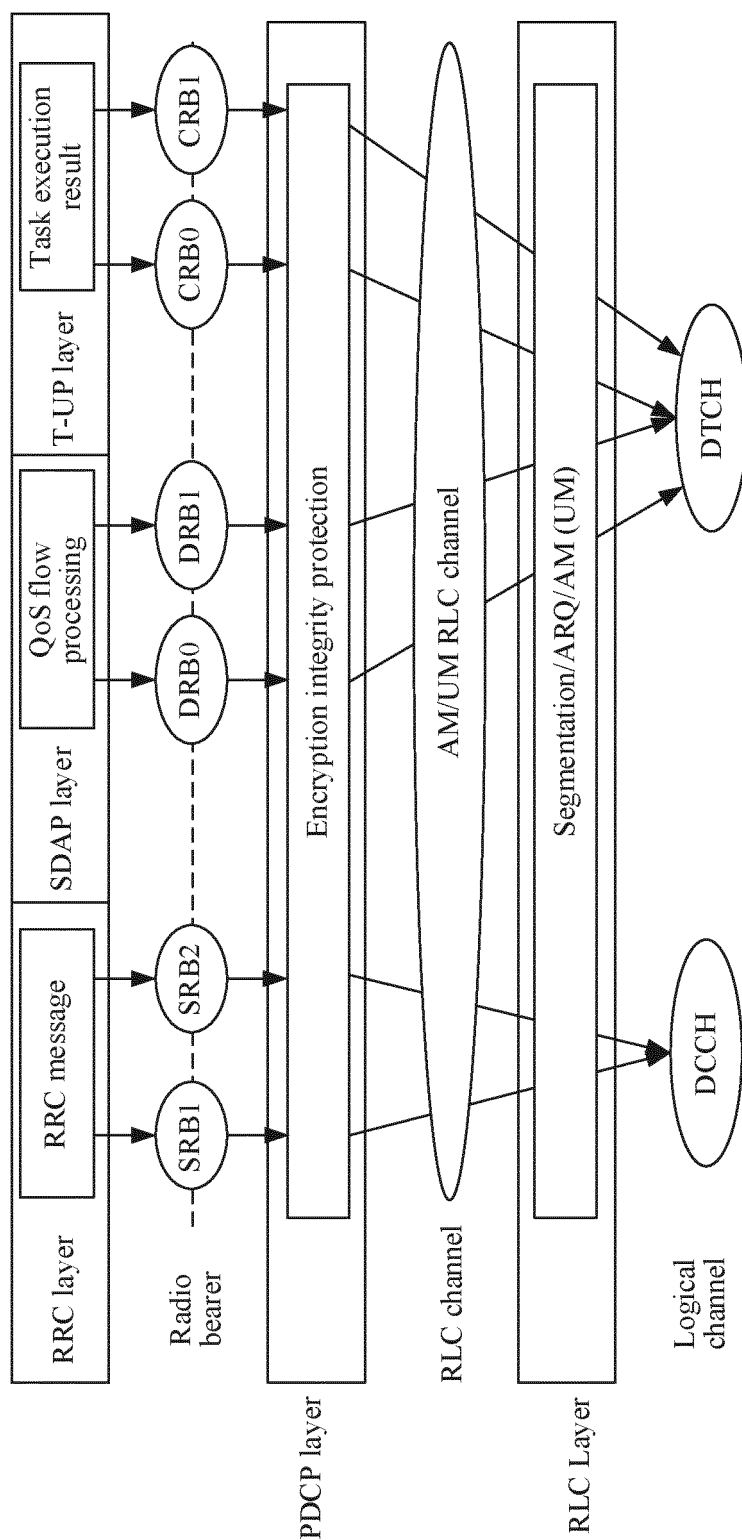 RRC layer
RRC message
SDAP layer
QoS flow
processing
T-UP layer
Task execution
result
Radio
bearer
SRB1
SRB2
DRB0
DRB1
CRB0
CRB1
PDCP layer
Encryption integrity protection
RLC channel
AM/UM RLC channel
RLC Layer
Segmentation/ARQ/AM (UM)
Logical
channel
DCCH
DTCH